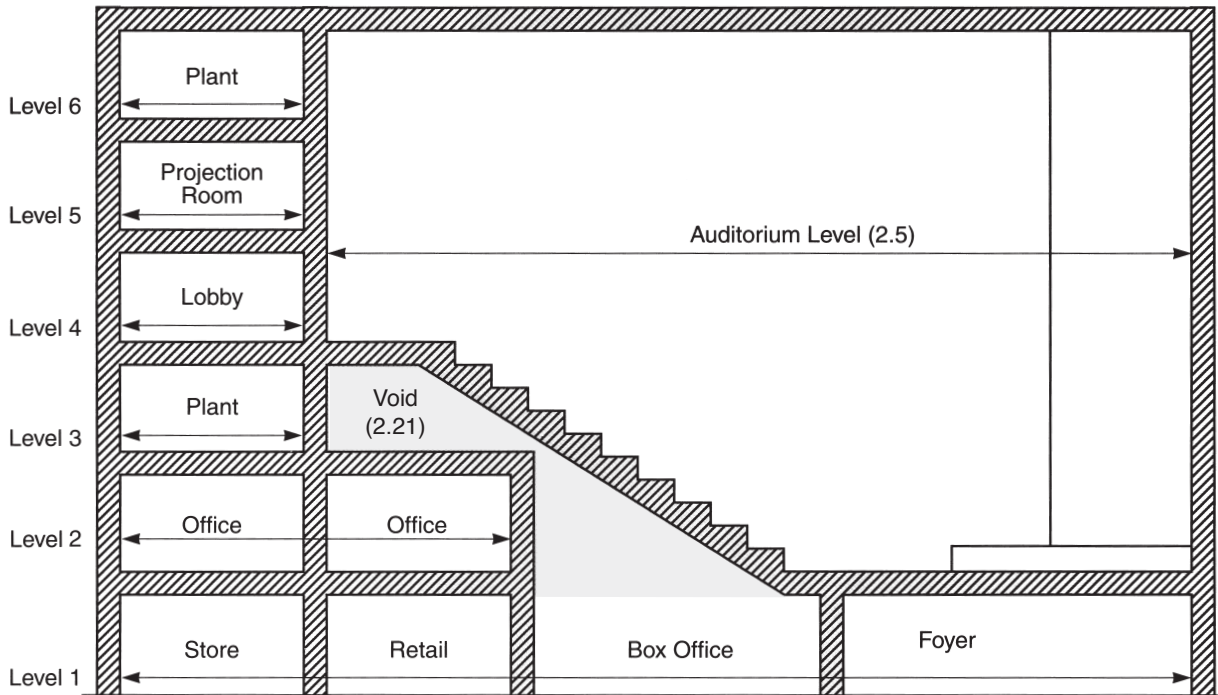 Plant
Level 6
Projection
Room
Level 5
Auditorium Level (2.5)
Lobby
Level 4
Void
(2.21)
Plant
Level 3
Office
Office
Level 2
Store
Retail
Box Office
Foyer
Level 1